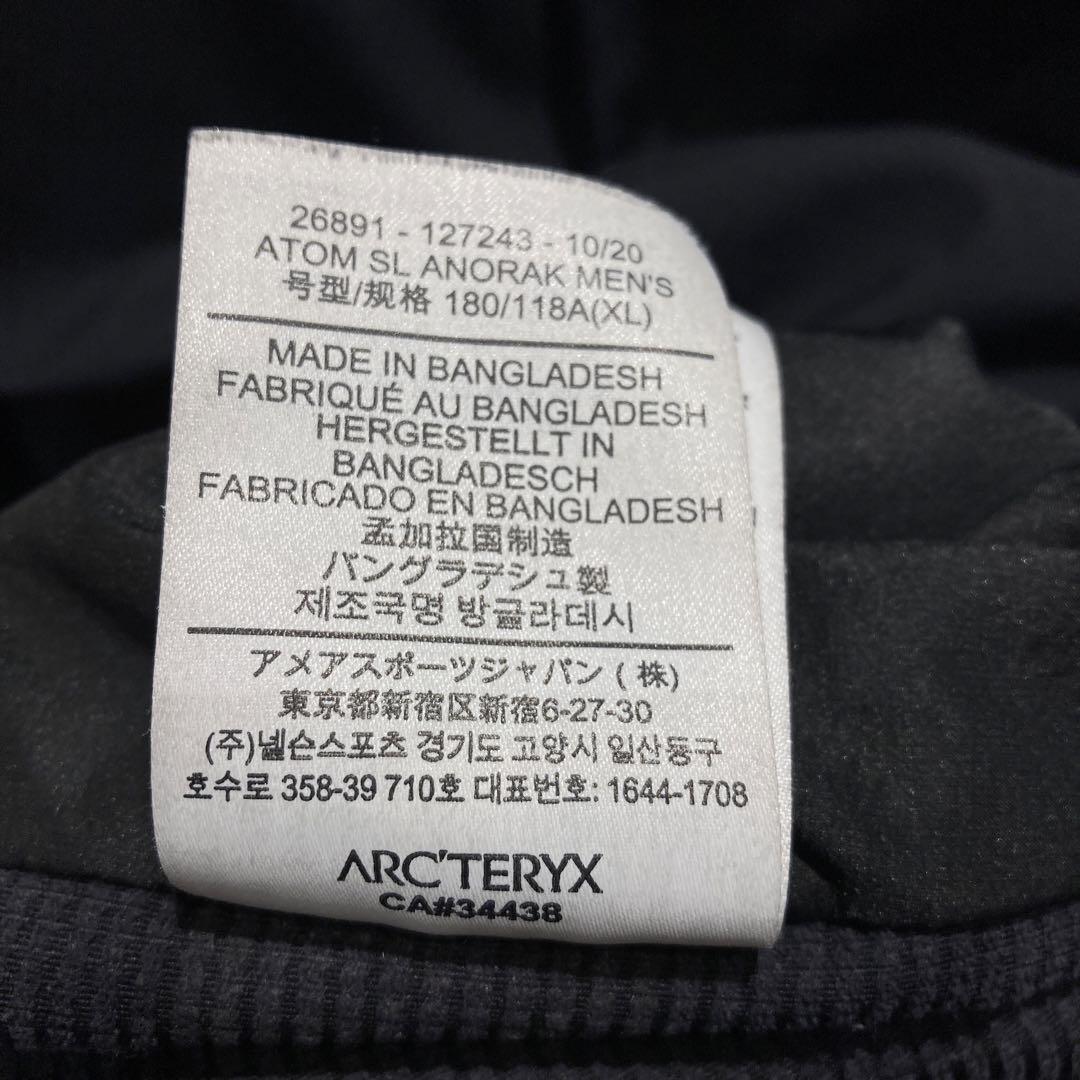 26891 - 127243 - 10/20
ATOM SL ANORAK MEN'S
号型/规格 180/118A(XL)
MADE IN BANGLADESH
FABRIQUÉ AU BANGLADESH
HERGESTELLT IN
BANGLADESCH
FABRICADO EN BANGLADESH
孟加拉国制造
バングラデシュ製
제조국명 방글라데시
アメアスポーツジャパン ( 株)
東京都新宿区新宿6-27-30
(주)넬슨스포츠 경기도 고양시 일산동구
호수로 358-39 710호 대표번호: 1644-1708
ARC'TERYX
CA#34438